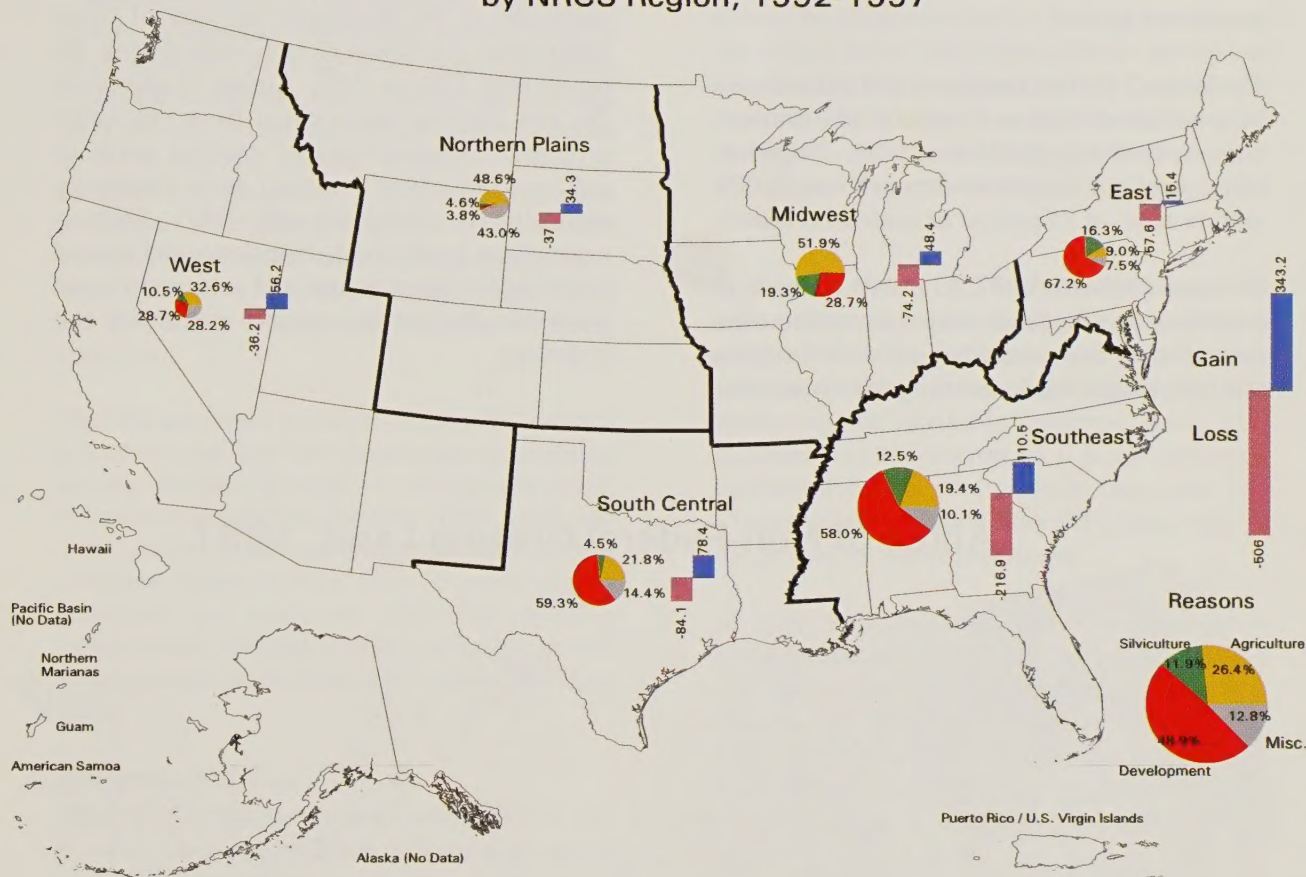 by NRCS Region, 1992-1997
Northern Plains
48.6%
4.6%
3.8%
43.0%
-37
34.3
Midwest
51.9%
19.3%
28.7%
-74.2
48.4
East
16.3%
9.0%
7.5%
67.2%
-57.6
15.4
West
10.5%
32.6%
28.7%
28.2%
-36.2
56.2
Gain
343.2
Loss
-506
Southeast
12.5%
19.4%
10.1%
58.0%
-216.9
110.5
South Central
4.5%
21.8%
14.4%
59.3%
-84.1
78.4
Hawaii
Pacific Basin
(No Data)
Northern
Marianas
Guam
American Samoa
Alaska (No Data)
Reasons
Silviculture
Agriculture
11.9%
26.4%
12.8%
Misc.
48.9%
Development
Puerto Rico / U.S. Virgin Islands